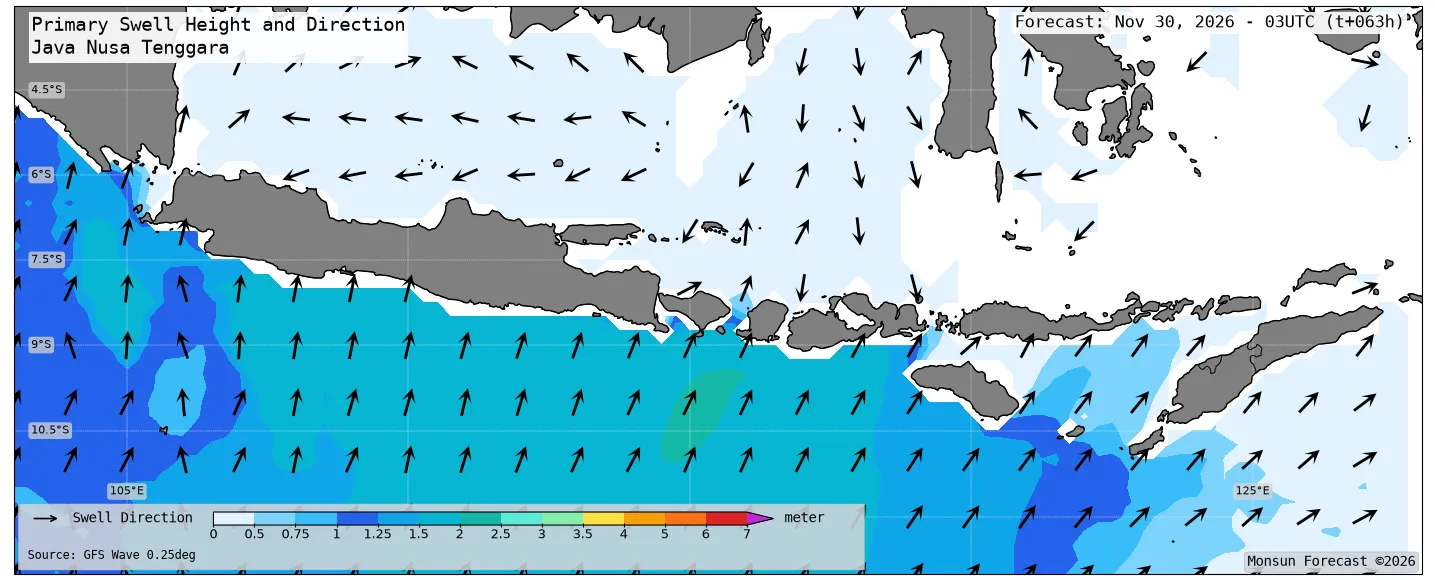 Primary Swell Height and Direction
Java Nusa Tenggara
Forecast: Nov 30, 2026 - 03UTC (t+063h)
4.5°S
6°S
7.5°S
9°S
10.5°S
105°E
125°E
Swell Direction
0 0.5 0.75 1 1.25 1.5 2 2.5 3 3.5 4 5 6 7
meter
Source: GFS Wave 0.25deg
Monsun Forecast ©2026